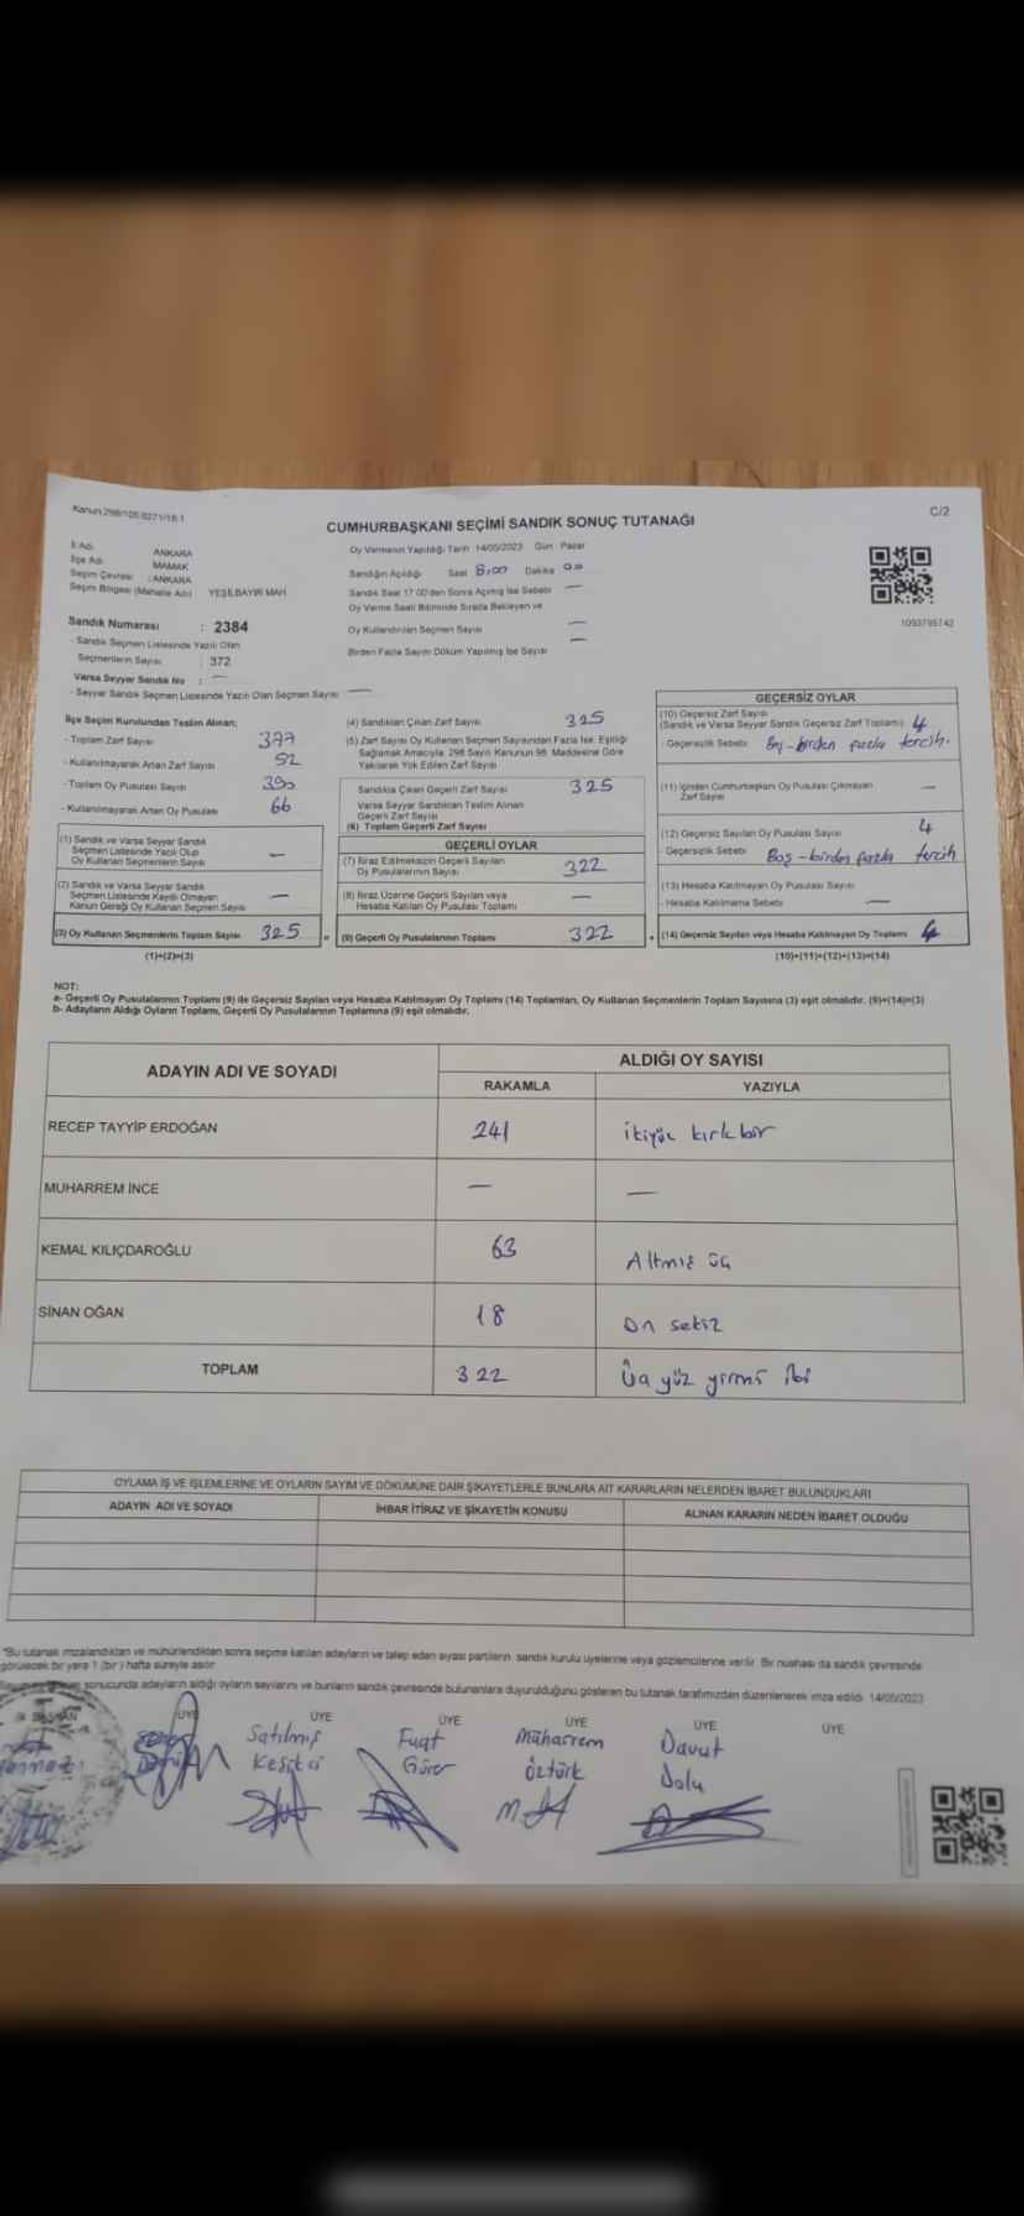 Kanun 298/105 8271/16.1
C/2
CUMHURBAŞKANI SEÇİMİ SANDIK SONUÇ TUTANAĞI
İl Adı ANKARA
İlçe Adı MAMAK
Seçim Çevresi : ANKARA
Seçim Bölgesi (Mahalle Adı) YEŞİLBAYIR MAH
Oy Vermenin Yapıldığı Tarih 14/05/2023 Gün Pazar
Sandığın Açıldığı Saat 8:00 Dakika 00
Sandık Saat 17:00'den Sonra Açılmış İse Sebebi —
Oy Verme Saati Bitiminde Sırada Bekleyen ve
Oy Kullandırılan Seçmen Sayısı —
Birden Fazla Sayım Döküm Yapılmış İse Sayısı —
1093795742
Sandık Numarası : 2384
- Sandık Seçmen Listesinde Yazılı Olan
Seçmenlerin Sayısı : 372
Varsa Seyyar Sandık No : —
- Seyyar Sandık Seçmen Listesinde Yazılı Olan Seçmen Sayısı —
İlçe Seçim Kurulundan Teslim Alınan;
- Toplam Zarf Sayısı 377
- Kullanılmayarak Artan Zarf Sayısı 52
- Toplam Oy Pusulası Sayısı 390
- Kullanılmayarak Artan Oy Pusulası 66
(1) Sandık ve Varsa Seyyar Sandık
Seçmen Listesinde Yazılı Olup
Oy Kullanan Seçmenlerin Sayısı —
(2) Sandık ve Varsa Seyyar Sandık
Seçmen Listesinde Kayıtlı Olmayan
Kanun Gereği Oy Kullanan Seçmen Sayısı —
(3) Oy Kullanan Seçmenlerin Toplam Sayısı 325
(1)+(2)=(3)
(4) Sandıktan Çıkan Zarf Sayısı 325
(5) Zarf Sayısı Oy Kullanan Seçmen Sayısından Fazla İse, Eşitliği
Sağlamak Amacıyla, 298 Sayılı Kanunun 98. Maddesine Göre
Yakılarak Yok Edilen Zarf Sayısı
Sandıkta Çıkan Geçerli Zarf Sayısı 325
Varsa Seyyar Sandıktan Teslim Alınan
Geçerli Zarf Sayısı
(6) Toplam Geçerli Zarf Sayısı
GEÇERLİ OYLAR
(7) İtiraz Edilmeksizin Geçerli Sayılan
Oy Pusulalarının Sayısı 322
(8) İtiraz Üzerine Geçerli Sayılan veya
Hesaba Katılan Oy Pusulası Toplamı —
(9) Geçerli Oy Pusulalarının Toplamı 322
GEÇERSİZ OYLAR
(10) Geçersiz Zarf Sayısı
(Sandık ve Varsa Seyyar Sandık Geçersiz Zarf Toplamı) 4
- Geçersizlik Sebebi Boş-birden fazla tercih.
(11) İçinden Cumhurbaşkanı Oy Pusulası Çıkmayan
Zarf Sayısı —
(12) Geçersiz Sayılan Oy Pusulası Sayısı 4
- Geçersizlik Sebebi Boş-birden fazla tercih
(13) Hesaba Katılmayan Oy Pusulası Sayısı
- Hesaba Katılmama Sebebi —
(14) Geçersiz Sayılan veya Hesaba Katılmayan Oy Toplamı 4
(10)+(11)+(12)+(13)=(14)
NOT:
a- Geçerli Oy Pusulalarının Toplamı (9) ile Geçersiz Sayılan veya Hesaba Katılmayan Oy Toplamı (14) Toplamları, Oy Kullanan Seçmenlerin Toplam Sayısına (3) eşit olmalıdır. (9)+(14)=(3)
b- Adayların Aldığı Oyların Toplamı, Geçerli Oy Pusulalarının Toplamına (9) eşit olmalıdır.
ADAYIN ADI VE SOYADI
ALDIĞI OY SAYISI
RAKAMLA YAZIYLA
RECEP TAYYİP ERDOĞAN 241 ikiyüz kırk bir
MUHARREM İNCE — —
KEMAL KILIÇDAROĞLU 63 Altmış üç
SİNAN OĞAN 18 On sekiz
TOPLAM 322 Üç yüz yirmi iki
OYLAMA İŞ VE İŞLEMLERİNE VE OYLARIN SAYIM VE DÖKÜMÜNE DAİR ŞİKAYETLERLE BUNLARA AİT KARARLARIN NELERDEN İBARET BULUNDUKLARI
ADAYIN ADI VE SOYADI İHBAR İTİRAZ VE ŞİKAYETİN KONUSU ALINAN KARARIN NEDEN İBARET OLDUĞU
*Bu tutanak imzalandıktan ve mühürlendikten sonra seçime katılan adayların ve talep eden siyasi partilerin sandık kurulu üyelerine veya gözlemcilerine verilir. Bir nüshası da sandık çevresinde
görülecek bir yere 1 (bir) hafta süreyle asılır
sonucunda adayların aldığı oyların sayılarını ve bunların sandık çevresinde bulunanlara duyurulduğunu gösteren bu tutanak tarafımızdan düzenlenerek imza edildi. 14/05/2023
BAŞKAN ÜYE ÜYE ÜYE ÜYE ÜYE ÜYE
Satılmış Fuat Muharrem Davut
Keşitci Gürer öztürk Dolu